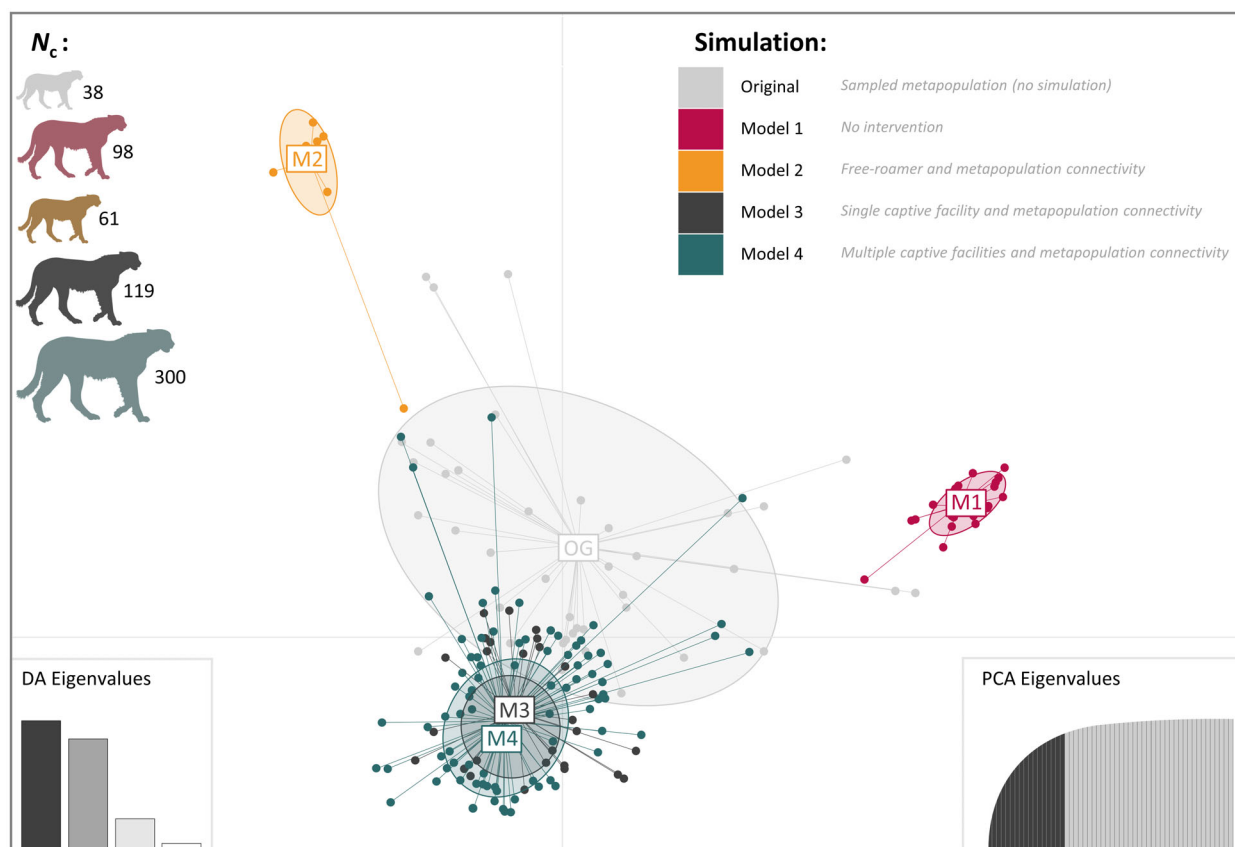 Nc :
38
98
61
119
300
Simulation:
Original Sampled metapopulation (no simulation)
Model 1 No intervention
Model 2 Free-roamer and metapopulation connectivity
Model 3 Single captive facility and metapopulation connectivity
Model 4 Multiple captive facilities and metapopulation connectivity
M2
M1
OG
M3
M4
DA Eigenvalues
PCA Eigenvalues